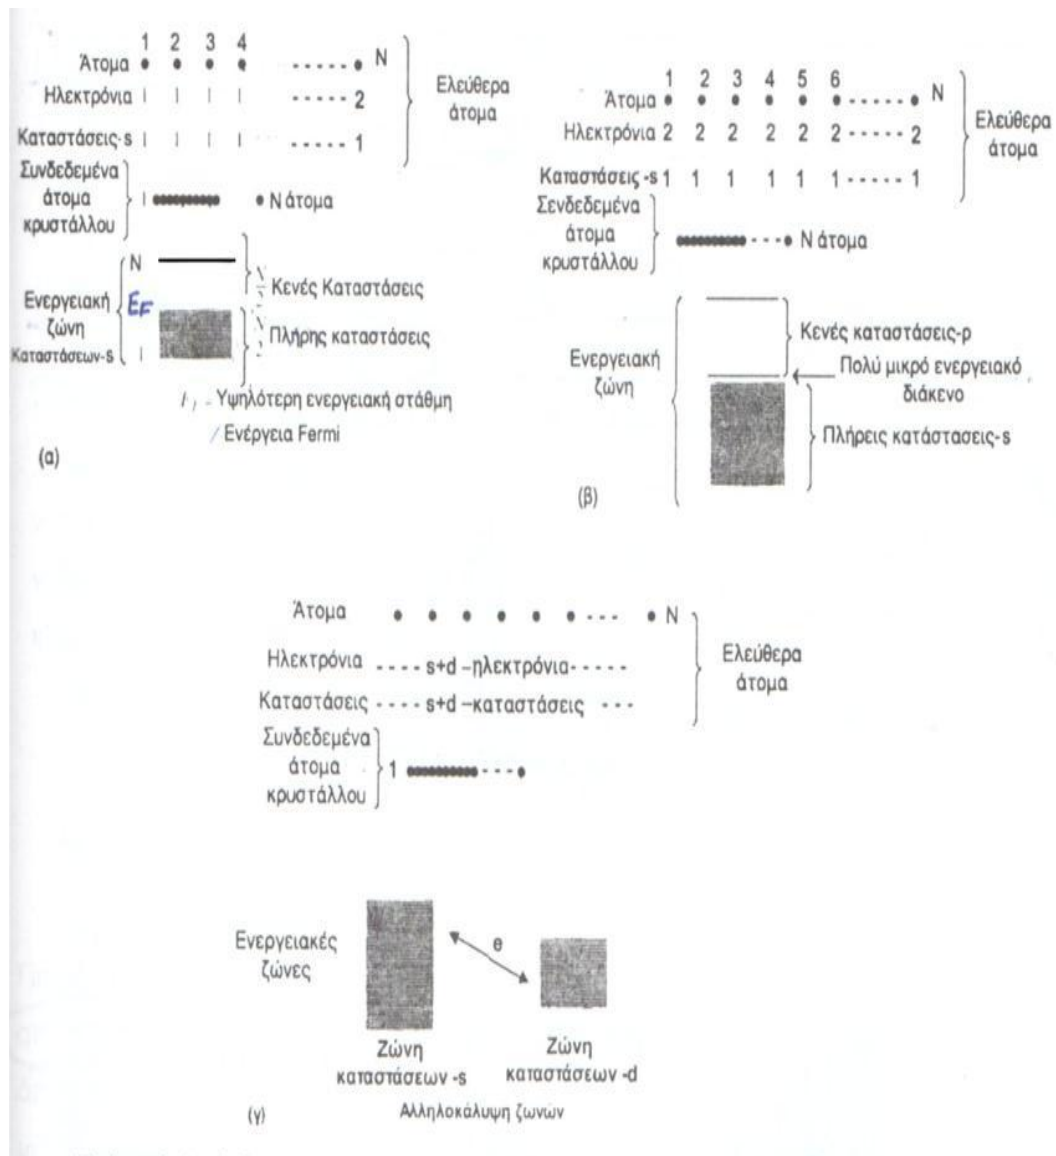 1 2 3 4
Άτομα • • • • ----- • N
Ηλεκτρόνια | | | | ----- 2
Καταστάσεις-s | | | | ----- 1
Ελεύθερα
άτομα
Συνδεδεμένα
άτομα
κρυστάλλου
• N άτομα
N
Ενεργειακή
ζώνη
Καταστάσεων-s
EF
Κενές Καταστάσεις
Πλήρης καταστάσεις
Υψηλότερη ενεργειακή στάθμη
Ενέργεια Fermi
(α)
1 2 3 4 5 6
Άτομα • • • • • • ----- • N
Ηλεκτρόνια 2 2 2 2 2 2 ----- 2
Καταστάσεις -s 1 1 1 1 1 1 ----- 1
Ελεύθερα
άτομα
Σενδεδεμένα
άτομα
κρυστάλλου
N άτομα
Ενεργειακή
ζώνη
Κενές καταστάσεις-p
Πολύ μικρό ενεργειακό
διάκενο
Πλήρεις κατάστασεις-s
(β)
Άτομα • • • • • • --- • N
Ηλεκτρόνια ---- s+d –ηλεκτρόνια- ----
Καταστάσεις ---- s+d –καταστάσεις ---
Ελεύθερα
άτομα
Συνδεδεμένα
άτομα
κρυστάλλου
1
Ενεργειακές
ζώνες
e
Ζώνη
καταστάσεων -s
Ζώνη
καταστάσεων -d
(γ)
Αλληλοκάλυψη ζωνών